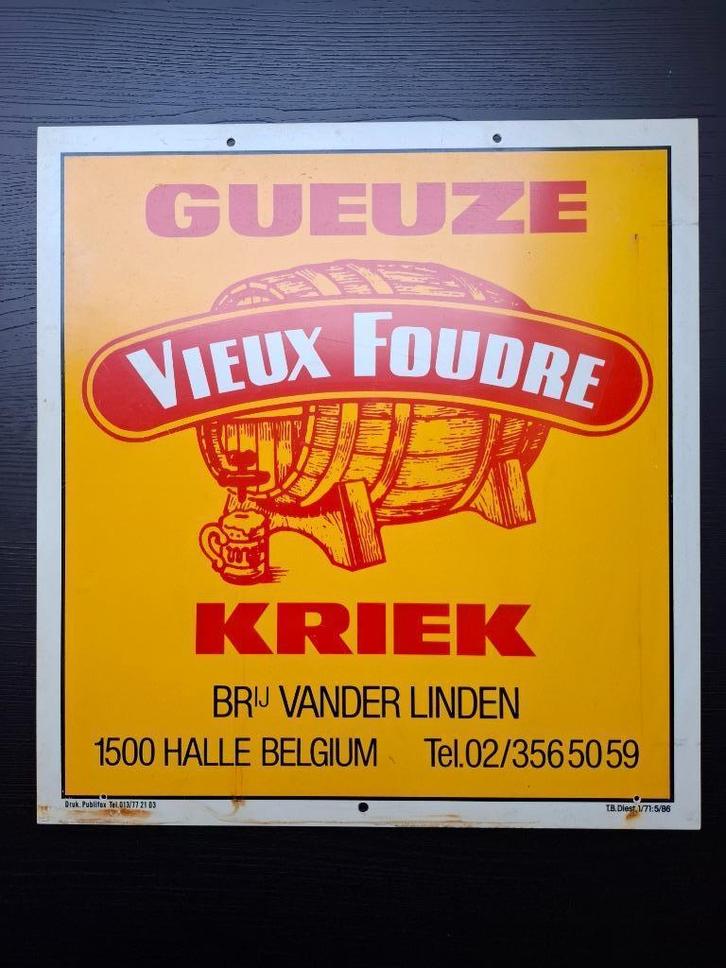 GUEUZE
VIEUX FOUDRE
KRIEK
BRIJ VANDER LINDEN
1500 HALLE BELGIUM Tel.02/356 50 59
Druk. Publifox Tel.013/77 21 03
T.B. Diest.1/71:5/86